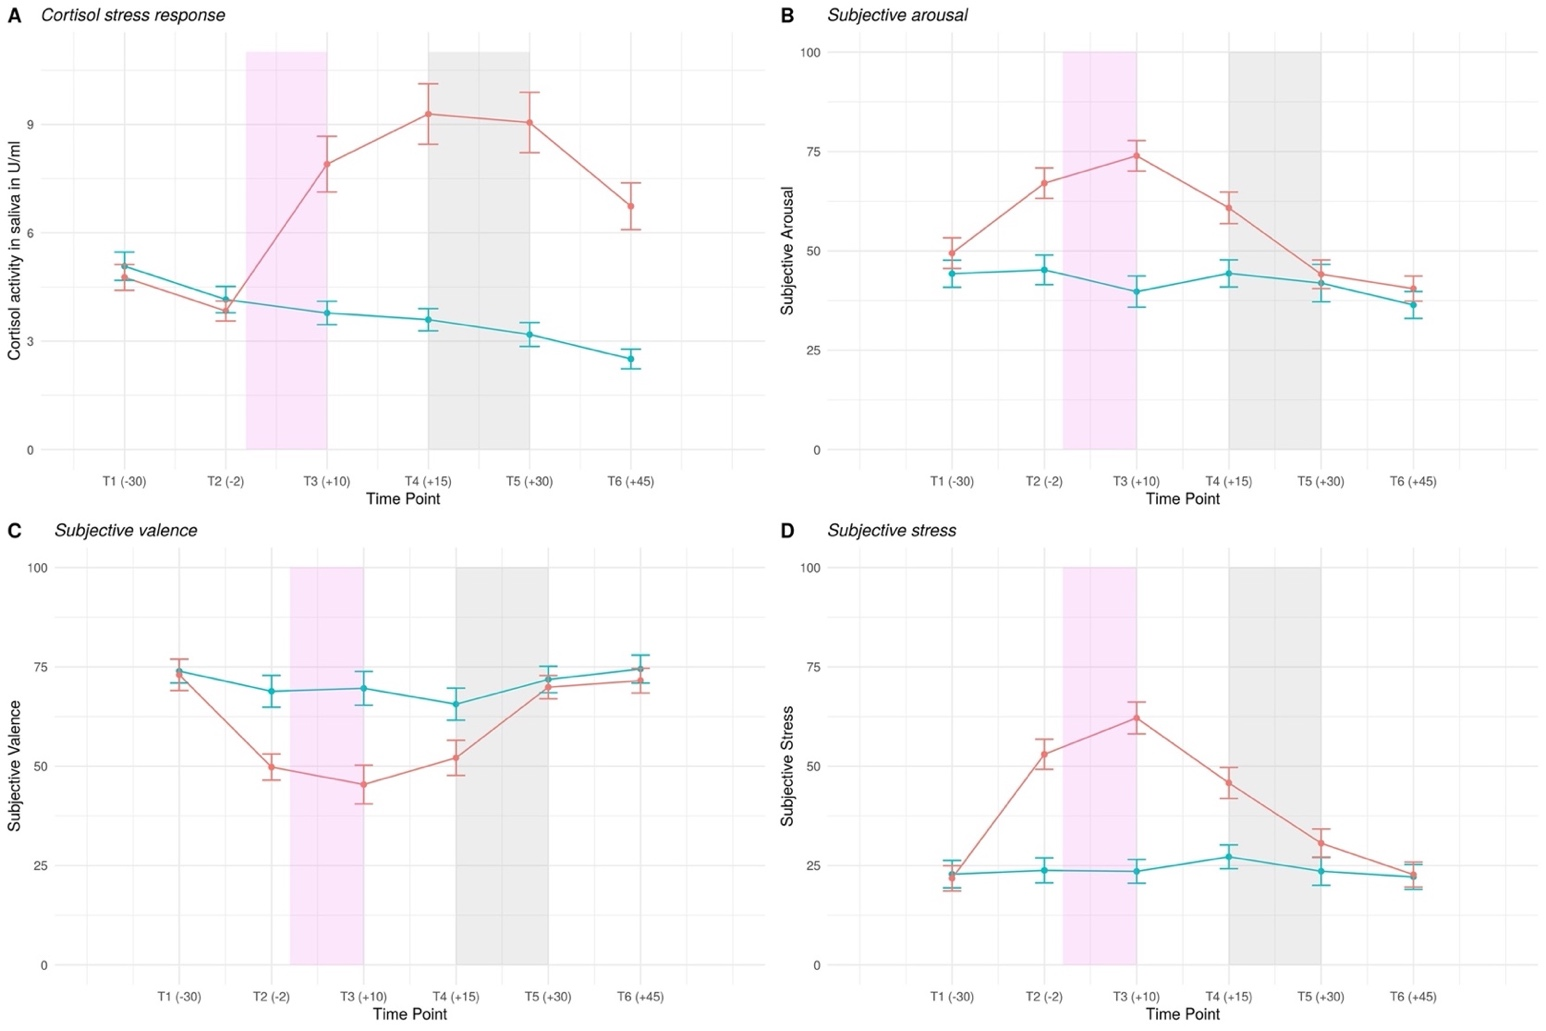 A Cortisol stress response
Cortisol activity in saliva in U/ml
9
6
3
0
T1 (-30) T2 (-2) T3 (+10) T4 (+15) T5 (+30) T6 (+45)
Time Point
B Subjective arousal
Subjective Arousal
100
75
50
25
0
T1 (-30) T2 (-2) T3 (+10) T4 (+15) T5 (+30) T6 (+45)
Time Point
C Subjective valence
Subjective Valence
100
75
50
25
0
T1 (-30) T2 (-2) T3 (+10) T4 (+15) T5 (+30) T6 (+45)
Time Point
D Subjective stress
Subjective Stress
100
75
50
25
0
T1 (-30) T2 (-2) T3 (+10) T4 (+15) T5 (+30) T6 (+45)
Time Point